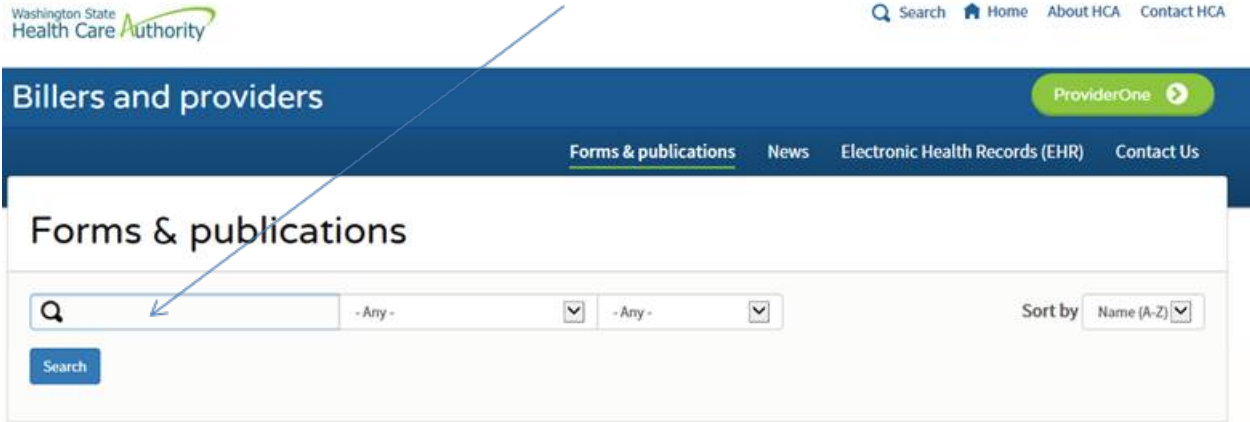 Washington State
Health Care Authority
Search Home About HCA Contact HCA
Billers and providers
ProviderOne
Forms & publications News Electronic Health Records (EHR) Contact Us
Forms & publications
- Any - - Any - Sort by Name (A-Z)
Search